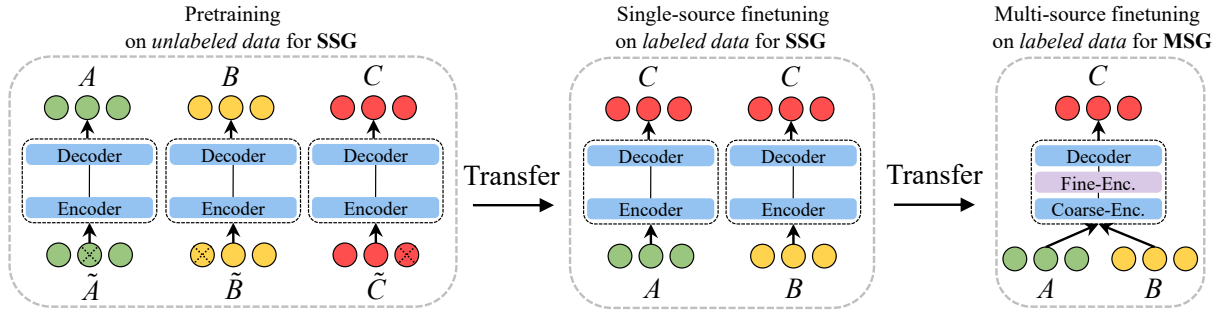 Pretraining
on unlabeled data for SSG
A B C
Decoder Decoder Decoder
Encoder Encoder Encoder
Ã B̃ C̃
Transfer
Single-source finetuning
on labeled data for SSG
C C
Decoder Decoder
Encoder Encoder
A B
Transfer
Multi-source finetuning
on labeled data for MSG
C
Decoder
Fine-Enc.
Coarse-Enc.
A B